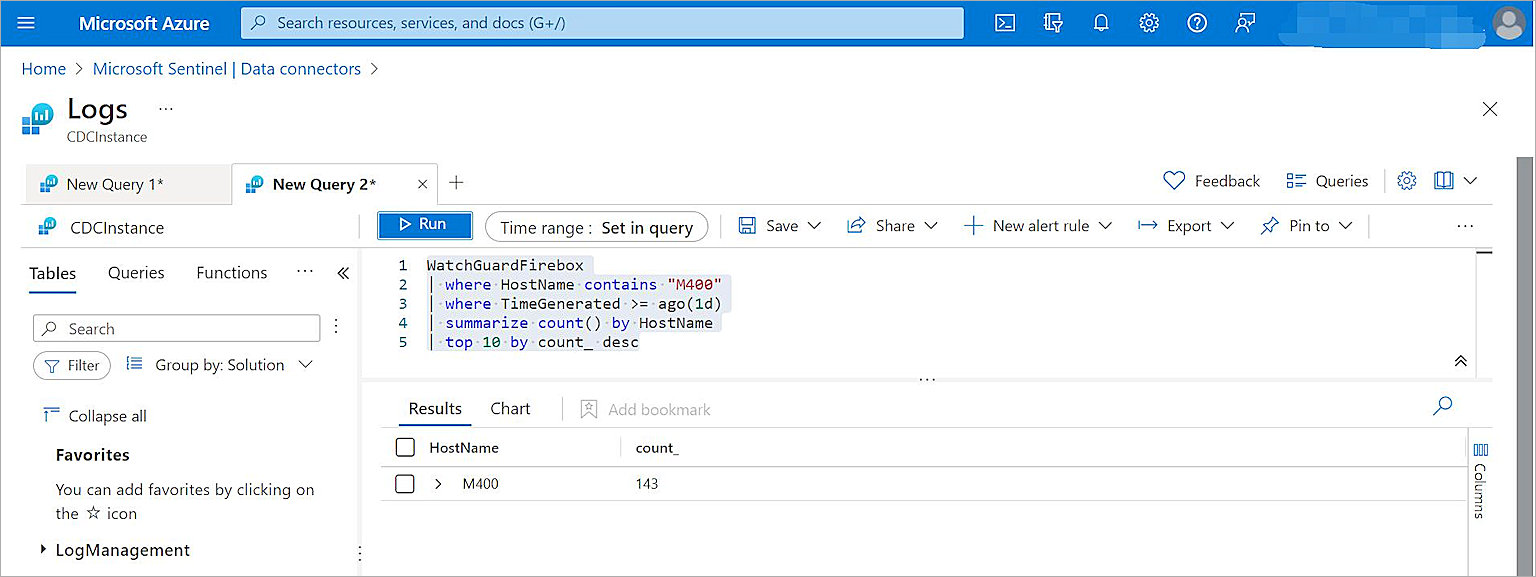 Microsoft Azure
Search resources, services, and docs (G+/)
Home > Microsoft Sentinel | Data connectors >
Logs ...
CDCInstance
New Query 1*
New Query 2*
Feedback
Queries
CDCInstance
Run
Time range : Set in query
Save
Share
New alert rule
Export
Pin to
...
Tables
Queries
Functions
...
Search
Filter
Group by: Solution
Collapse all
Favorites
You can add favorites by clicking on
the ☆ icon
LogManagement
1 WatchGuardFirebox
2 | where HostName contains "M400"
3 | where TimeGenerated >= ago(1d)
4 | summarize count() by HostName
5 | top 10 by count_ desc
Results
Chart
Add bookmark
HostName
count_
M400
143
Columns